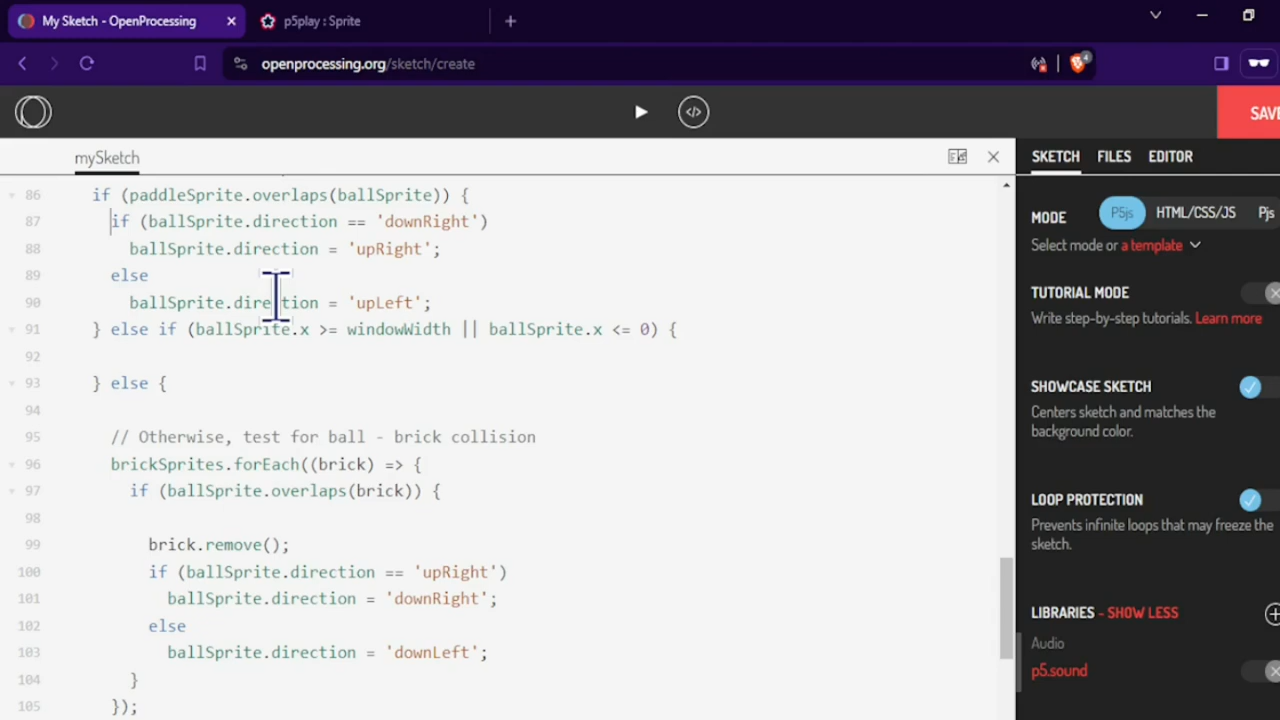 My Sketch - OpenProcessing
p5play : Sprite
openprocessing.org/sketch/create
4
</>
SAVE
mySketch
SKETCH FILES EDITOR
86 if (paddleSprite.overlaps(ballSprite)) {
87 if (ballSprite.direction == 'downRight')
88 ballSprite.direction = 'upRight';
89 else
90 ballSprite.direction = 'upLeft';
91 } else if (ballSprite.x >= windowWidth || ballSprite.x <= 0) {
92
93 } else {
94
95 // Otherwise, test for ball - brick collision
96 brickSprites.forEach((brick) => {
97 if (ballSprite.overlaps(brick)) {
98
99 brick.remove();
100 if (ballSprite.direction == 'upRight')
101 ballSprite.direction = 'downRight';
102 else
103 ballSprite.direction = 'downLeft';
104 }
105 });
MODE P5js HTML/CSS/JS Pjs
Select mode or a template
TUTORIAL MODE
Write step-by-step tutorials. Learn more
SHOWCASE SKETCH
Centers sketch and matches the
background color.
LOOP PROTECTION
Prevents infinite loops that may freeze the
sketch.
LIBRARIES - SHOW LESS
Audio
p5.sound